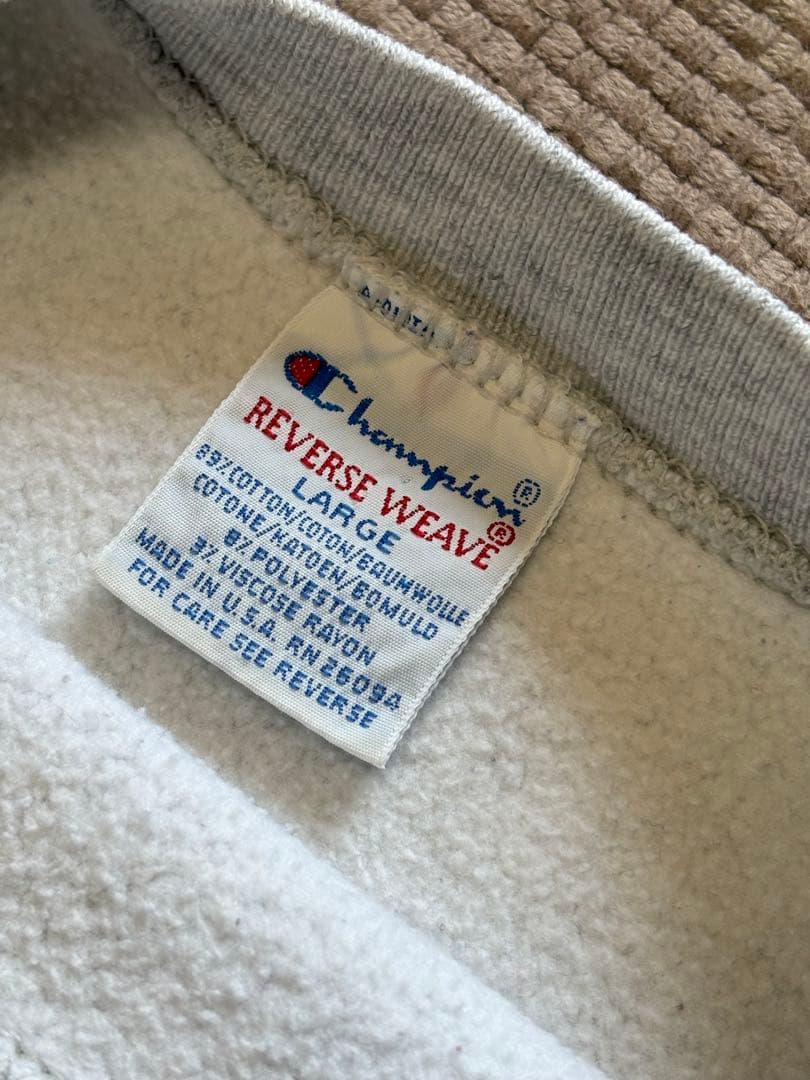 Champion®
REVERSE WEAVE®
LARGE
89%COTTON/COTON/BAUMWOLLE
COTONE/KATOEN/BOMULD
8%POLYESTER
3% VISCOSE RAYON
MADE IN U.S.A. RN 26094
FOR CARE SEE REVERSE